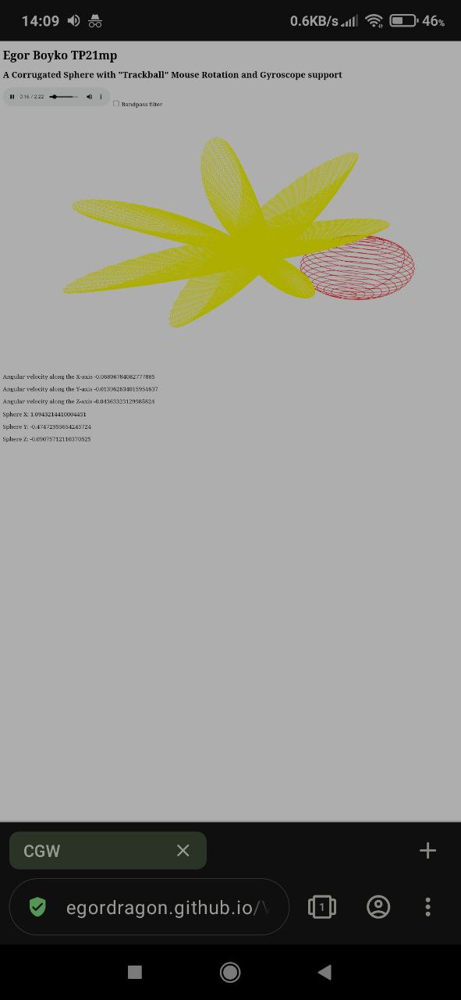 14:09 0.6KB/s 46%
Egor Boyko TP21mp
A Corrugated Sphere with "Trackball" Mouse Rotation and Gyroscope support
0:16 / 2:22 Bandpass filter
Angular velocity along the X-axis -0.06806784082777885
Angular velocity along the Y-axis -0.013962634015954637
Angular velocity along the Z-axis -0.04363323129985824
Sphere X: 1.0943214410004451
Sphere Y: -0.47472955654245724
Sphere Z: -0.09075712110370525
CGW
egordragon.github.io/
1